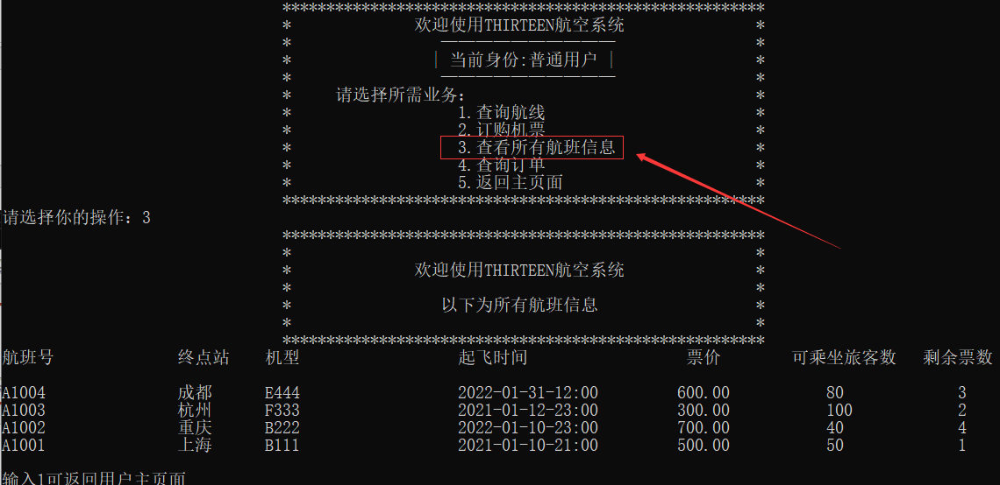 *******************************************************
* 欢迎使用THIRTEEN航空系统 *
* ——————————— *
* | 当前身份:普通用户 | *
* ——————————— *
* 请选择所需业务： *
* 1.查询航线 *
* 2.订购机票 *
* 3.查看所有航班信息 *
* 4.查询订单 *
* 5.返回主页面 *
*******************************************************
请选择你的操作：3
*******************************************************
* *
* 欢迎使用THIRTEEN航空系统 *
* *
* 以下为所有航班信息 *
* *
*******************************************************
航班号 终点站 机型 起飞时间 票价 可乘坐旅客数 剩余票数
A1004 成都 E444 2022-01-31-12:00 600.00 80 3
A1003 杭州 F333 2021-01-12-23:00 300.00 100 2
A1002 重庆 B222 2022-01-10-23:00 700.00 40 4
A1001 上海 B111 2021-01-10-21:00 500.00 50 1
输入1可返回用户主页面